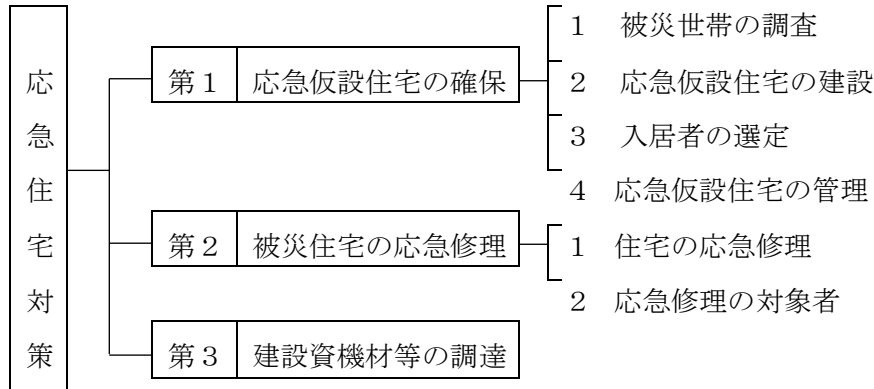 応急住宅対策
第１ 応急仮設住宅の確保
１ 被災世帯の調査
２ 応急仮設住宅の建設
３ 入居者の選定
４ 応急仮設住宅の管理
第２ 被災住宅の応急修理
１ 住宅の応急修理
２ 応急修理の対象者
第３ 建設資機材等の調達